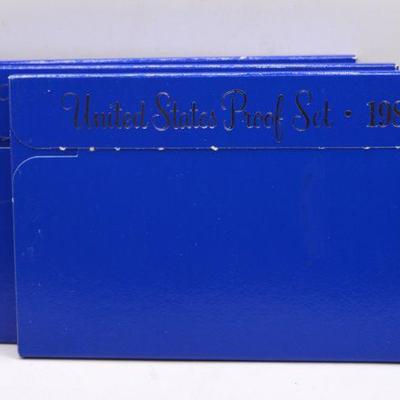 United States Proof Set · 198